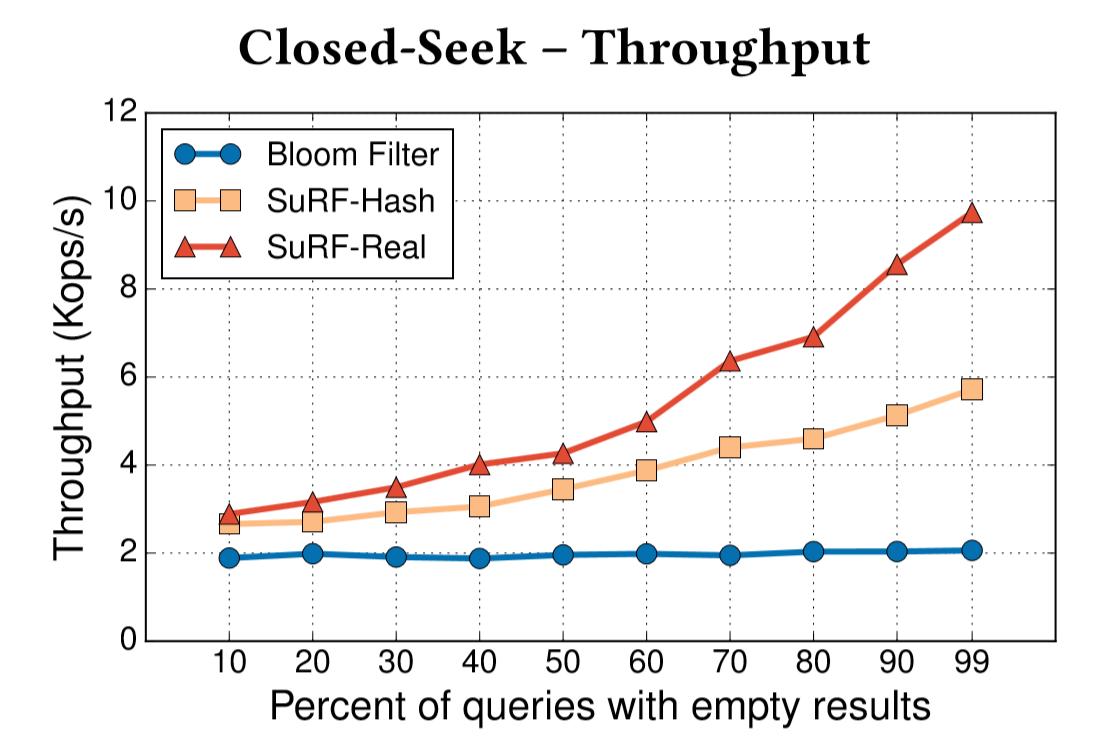 Closed-Seek – Throughput
12
10
8
6
4
2
0
Throughput (Kops/s)
Bloom Filter
SuRF-Hash
SuRF-Real
10 20 30 40 50 60 70 80 90 99
Percent of queries with empty results